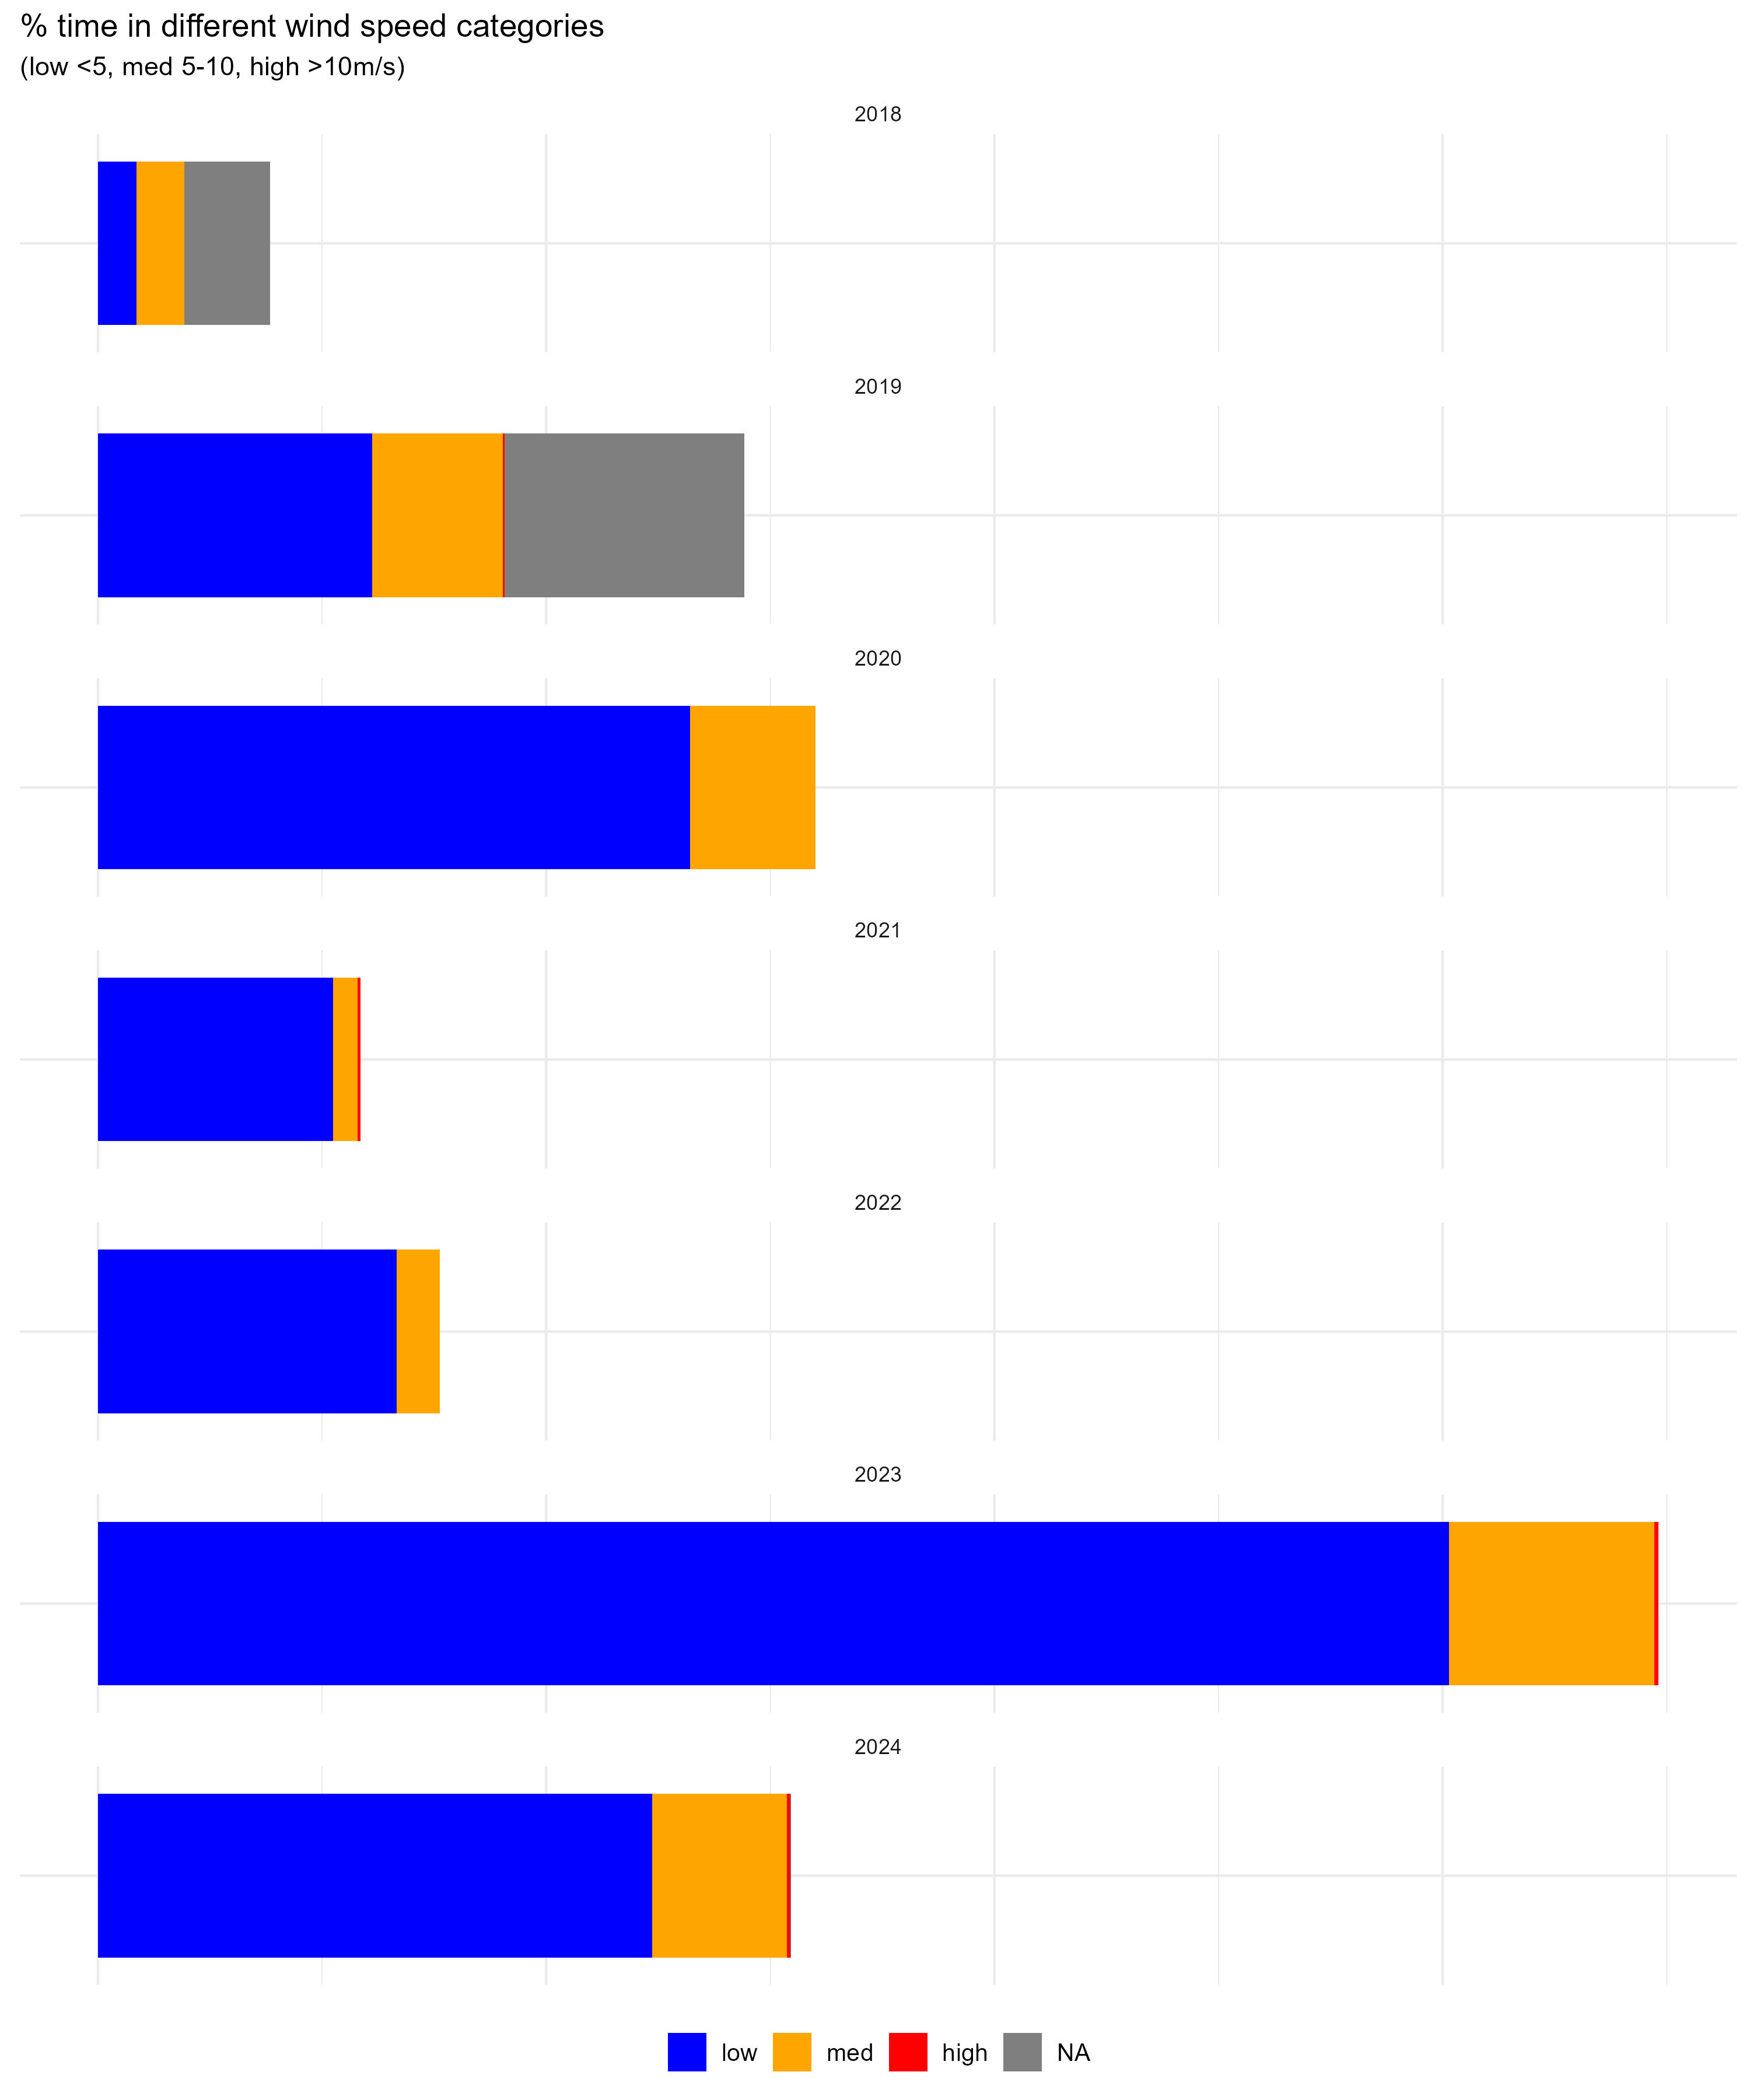 % time in different wind speed categories
(low <5, med 5-10, high >10m/s)
2018
2019
2020
2021
2022
2023
2024
low med high NA